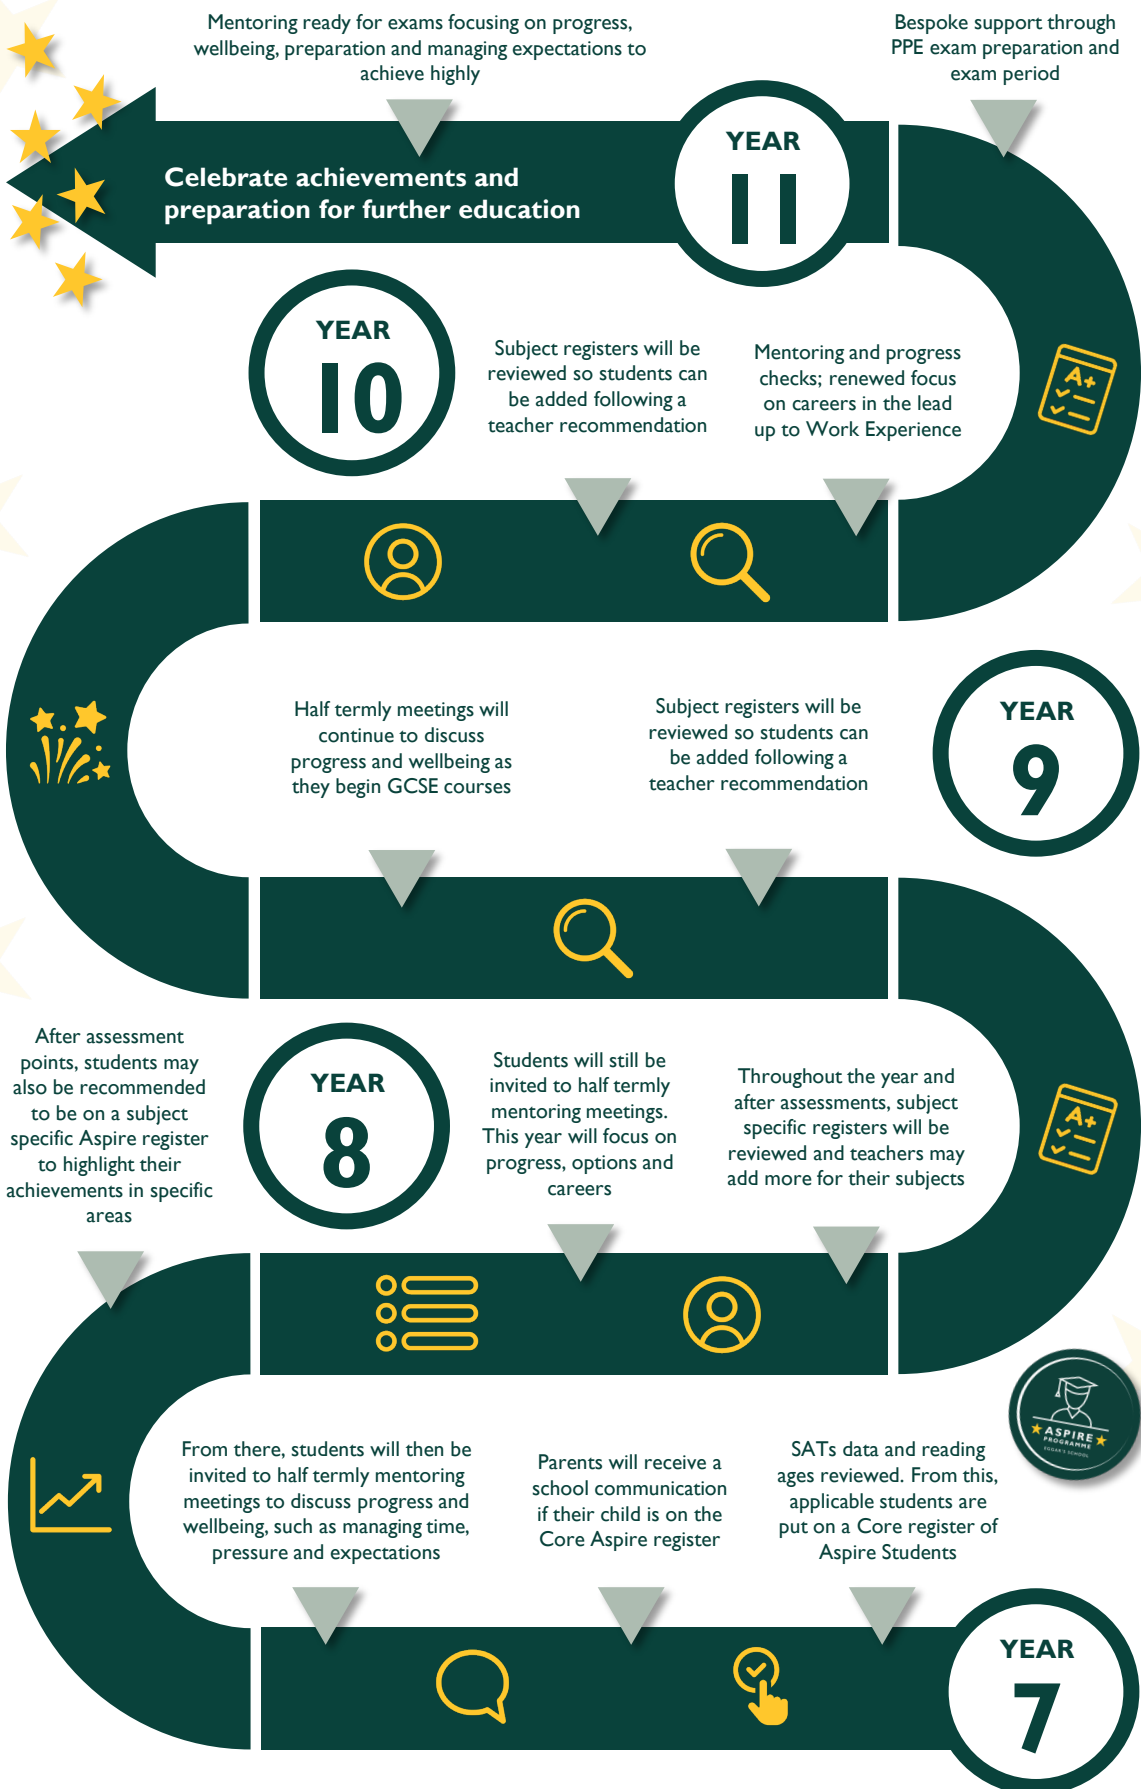 Mentoring ready for exams focusing on progress,
wellbeing, preparation and managing expectations to
achieve highly
Bespoke support through
PPE exam preparation and
exam period
YEAR
11
Celebrate achievements and
preparation for further education
YEAR
10
Subject registers will be
reviewed so students can
be added following a
teacher recommendation
Mentoring and progress
checks; renewed focus
on careers in the lead
up to Work Experience
A+
Half termly meetings will
continue to discuss
progress and wellbeing as
they begin GCSE courses
Subject registers will be
reviewed so students can
be added following a
teacher recommendation
YEAR
9
After assessment
points, students may
also be recommended
to be on a subject
specific Aspire register
to highlight their
achievements in specific
areas
YEAR
8
Students will still be
invited to half termly
mentoring meetings.
This year will focus on
progress, options and
careers
Throughout the year and
after assessments, subject
specific registers will be
reviewed and teachers may
add more for their subjects
A+
ASPIRE
PROGRAMME
From there, students will then be
invited to half termly mentoring
meetings to discuss progress and
wellbeing, such as managing time,
pressure and expectations
Parents will receive a
school communication
if their child is on the
Core Aspire register
SATs data and reading
ages reviewed. From this,
applicable students are
put on a Core register of
Aspire Students
YEAR
7